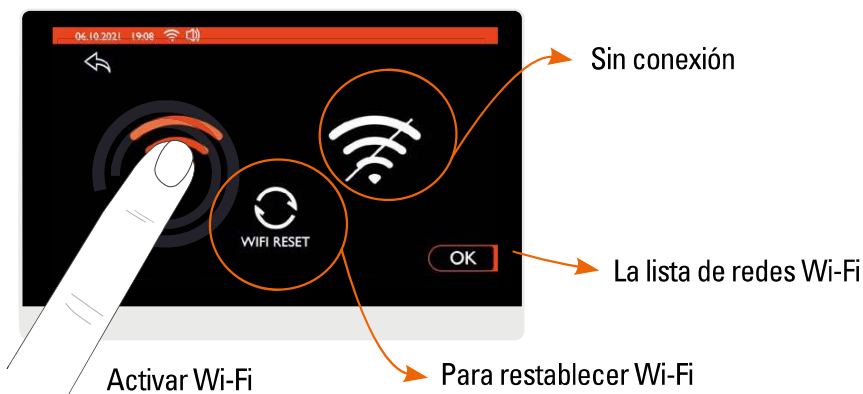 06.10.2021 19:08
Sin conexión
WIFI RESET
OK
La lista de redes Wi-Fi
Activar Wi-Fi
Para restablecer Wi-Fi